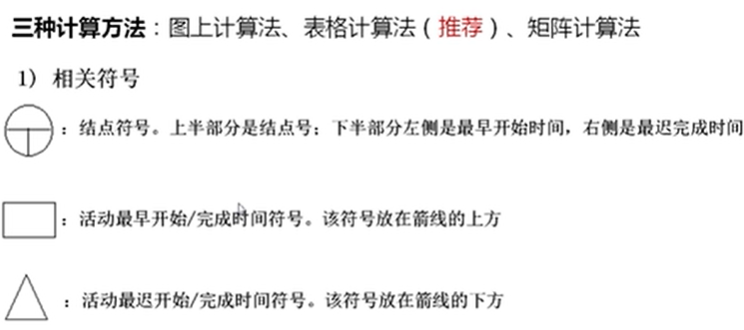 三种计算方法：图上计算法、表格计算法（推荐）、矩阵计算法
1） 相关符号
：结点符号。上半部分是结点号；下半部分左侧是最早开始时间，右侧是最迟完成时间
：活动最早开始/完成时间符号。该符号放在箭线的上方
：活动最迟开始/完成时间符号。该符号放在箭线的下方